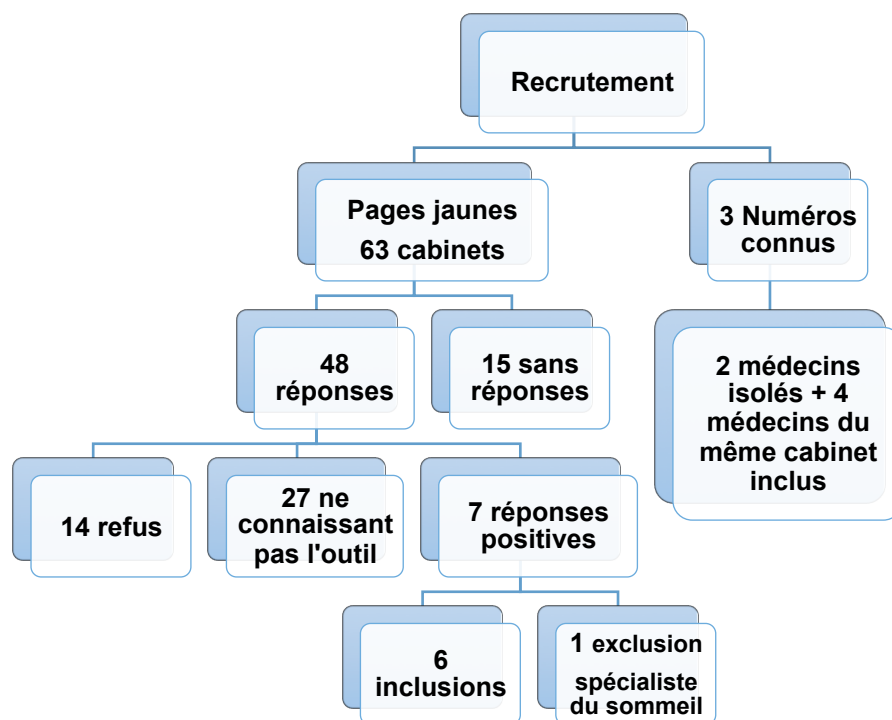 Recrutement
Pages jaunes
63 cabinets
3 Numéros
connus
48
réponses
15 sans
réponses
2 médecins
isolés + 4
médecins du
même cabinet
inclus
14 refus
27 ne
connaissant
pas l'outil
7 réponses
positives
6
inclusions
1 exclusion
spécialiste
du sommeil